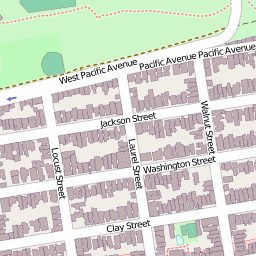 West Pacific Avenue
Pacific Avenue
Pacific Avenue
Jackson Street
Locust Street
Laurel Street
Walnut Street
Washington Street
Clay Street